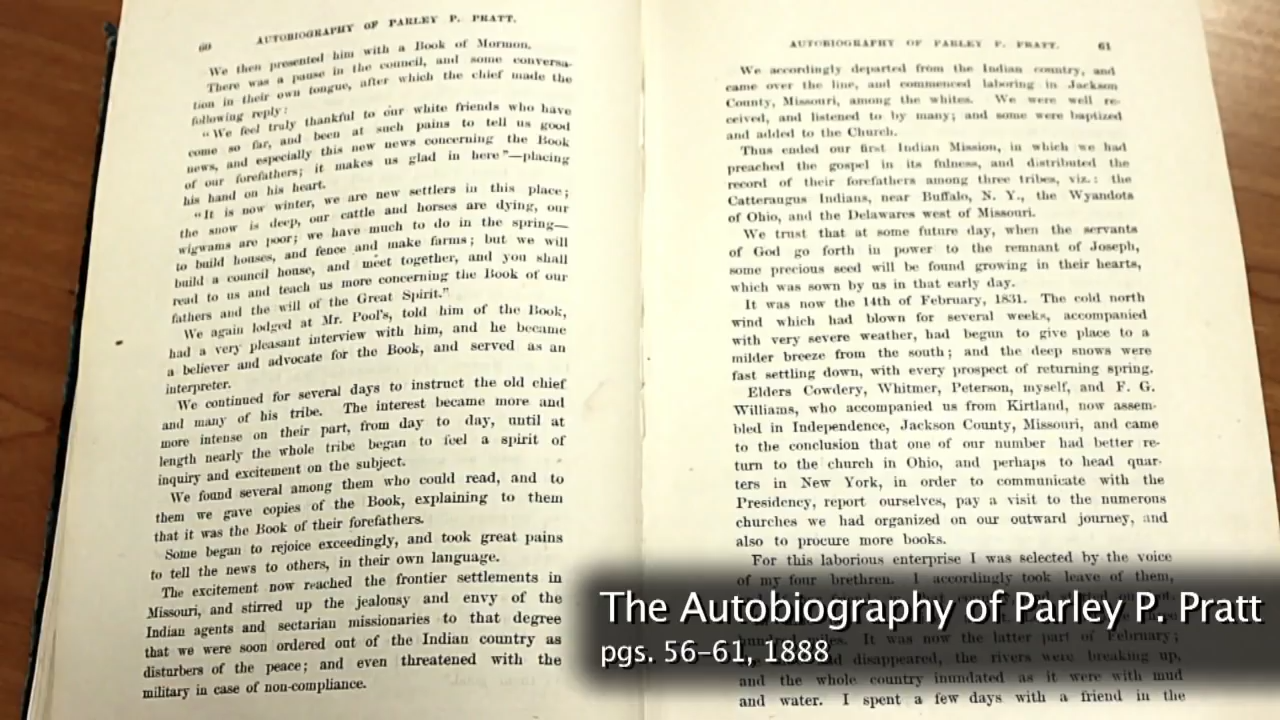 60 AUTOBIOGRAPHY OF PARLEY P. PRATT.
We then presented him with a Book of Mormon.
There was a pause in the council, and some conversa-
tion in their own tongue, after which the chief made the
following reply:
"We feel truly thankful to our white friends who have
come so far, and been at such pains to tell us good
news, and especially this new news concerning the Book
of our forefathers; it makes us glad in here"—placing
his hand on his heart.
"It is now winter, we are new settlers in this place;
the snow is deep, our cattle and horses are dying, our
wigwams are poor; we have much to do in the spring—
to build houses, and fence and make farms; but we will
build a council house, and meet together, and you shall
read to us and teach us more concerning the Book of our
fathers and the will of the Great Spirit."
We again lodged at Mr. Pool's, told him of the Book,
had a very pleasant interview with him, and he became
a believer and advocate for the Book, and served as an
interpreter.
We continued for several days to instruct the old chief
and many of his tribe. The interest became more and
more intense on their part, from day to day, until at
length nearly the whole tribe began to feel a spirit of
inquiry and excitement on the subject.
We found several among them who could read, and to
them we gave copies of the Book, explaining to them
that it was the Book of their forefathers.
Some began to rejoice exceedingly, and took great pains
to tell the news to others, in their own language.
The excitement now reached the frontier settlements in
Missouri, and stirred up the jealousy and envy of the
Indian agents and sectarian missionaries to that degree
that we were soon ordered out of the Indian country as
disturbers of the peace; and even threatened with the
military in case of non-compliance.
AUTOBIOGRAPHY OF PARLEY P. PRATT. 61
We accordingly departed from the Indian country, and
came over the line, and commenced laboring in Jackson
County, Missouri, among the whites. We were well re-
ceived, and listened to by many; and some were baptized
and added to the Church.
Thus ended our first Indian Mission, in which we had
preached the gospel in its fulness, and distributed the
record of their forefathers among three tribes, viz.: the
Catteraugus Indians, near Buffalo, N. Y., the Wyandots
of Ohio, and the Delawares west of Missouri.
We trust that at some future day, when the servants
of God go forth in power to the remnant of Joseph,
some precious seed will be found growing in their hearts,
which was sown by us in that early day.
It was now the 14th of February, 1831. The cold north
wind which had blown for several weeks, accompanied
with very severe weather, had begun to give place to a
milder breeze from the south; and the deep snows were
fast settling down, with every prospect of returning spring.
Elders Cowdery, Whitmer, Peterson, myself, and F. G.
Williams, who accompanied us from Kirtland, now assem-
bled in Independence, Jackson County, Missouri, and came
to the conclusion that one of our number had better re-
turn to the church in Ohio, and perhaps to head quar-
ters in New York, in order to communicate with the
Presidency, report ourselves, pay a visit to the numerous
churches we had organized on our outward journey, and
also to procure more books.
For this laborious enterprise I was selected by the voice
of my four brethren. I accordingly took leave of them,
hundred miles. It was now the latter part of February;
disappeared, the rivers were breaking up,
and the whole country inundated as it were with mud
and water. I spent a few days with a friend in the
The Autobiography of Parley P. Pratt
pgs. 56–61, 1888